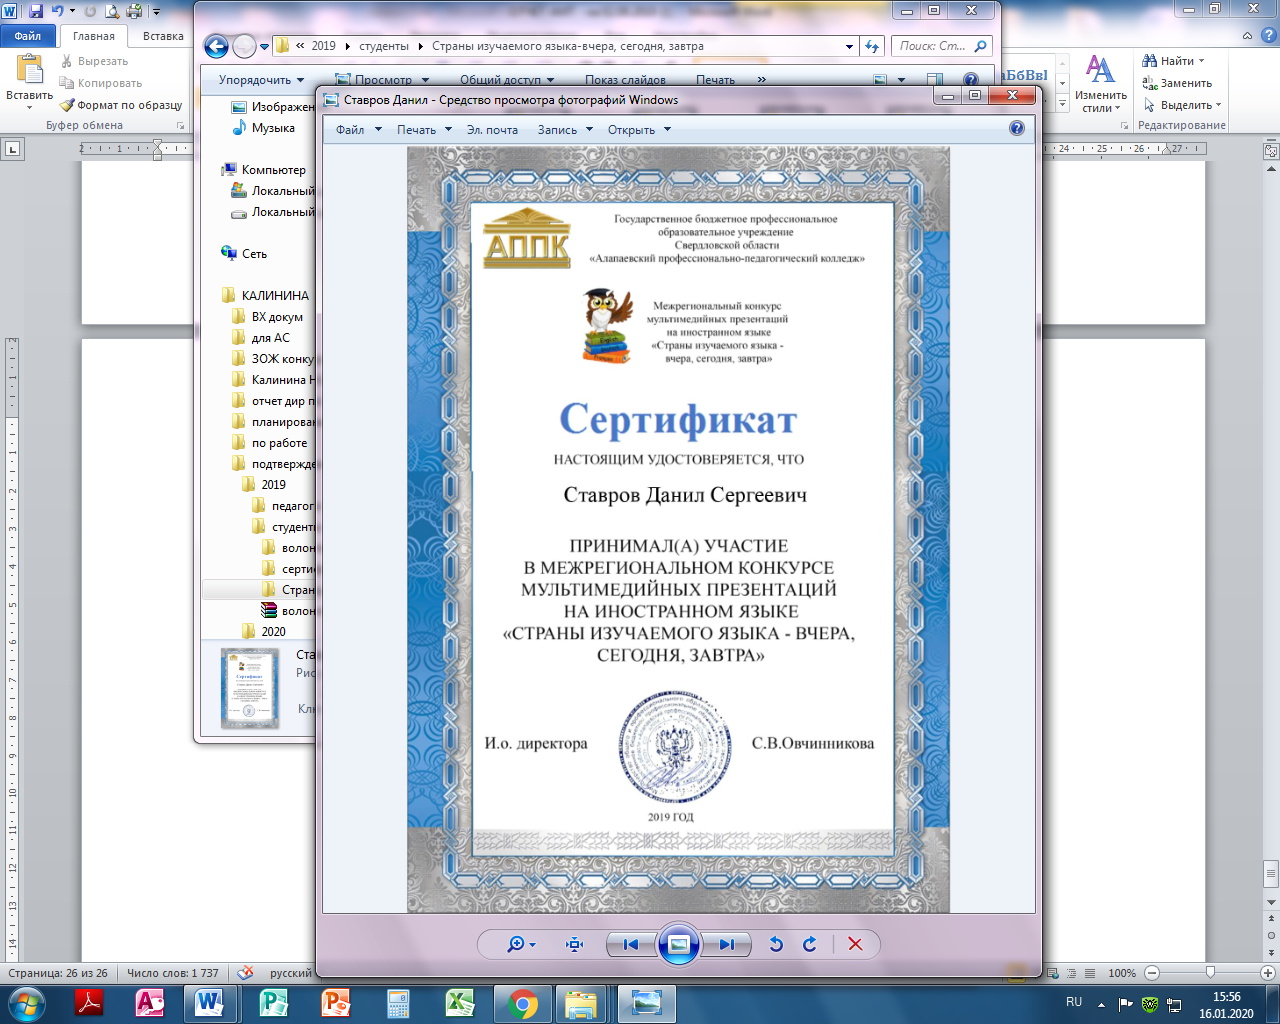 Файл
Главная
Вставка
Вырезать
Копировать
Формат по образцу
Вставить
Буфер обмена
2019
студенты
Страны изучаемого языка-вчера, сегодня, завтра
Поиск: Ст...
Упорядочить
Просмотр
Общий доступ
Показ слайдов
Печать
Изменить стили
Найти
Заменить
Выделить
Редактирование
Изображен
Музыка
Компьютер
Локальный
Локальный
Сеть
КАЛИНИНА
ВХ докум
для АС
ЗОЖ конку
Калинина Н
отчет дир п
планирован
по работе
подтвержде
2019
педагог
студенты
волон
серти
Стран
волон
2020
Ста
Рис
Клю
Ставров Данил - Средство просмотра фотографий Windows
Файл
Печать
Эл. почта
Запись
Открыть
АППК
Государственное бюджетное профессиональное
образовательное учреждение
Свердловской области
«Алапаевский профессионально-педагогический колледж»
Межрегиональный конкурс
мультимедийных презентаций
на иностранном языке
«Страны изучаемого языка -
вчера, сегодня, завтра»
Сертификат
НАСТОЯЩИМ УДОСТОВЕРЯЕТСЯ, ЧТО
Ставров Данил Сергеевич
ПРИНИМАЛ(А) УЧАСТИЕ
В МЕЖРЕГИОНАЛЬНОМ КОНКУРСЕ
МУЛЬТИМЕДИЙНЫХ ПРЕЗЕНТАЦИЙ
НА ИНОСТРАННОМ ЯЗЫКЕ
«СТРАНЫ ИЗУЧАЕМОГО ЯЗЫКА - ВЧЕРА,
СЕГОДНЯ, ЗАВТРА»
И.о. директора
С.В.Овчинникова
2019 ГОД
Страница: 26 из 26
Число слов: 1 737
русский
100%
RU
15:56
16.01.2020